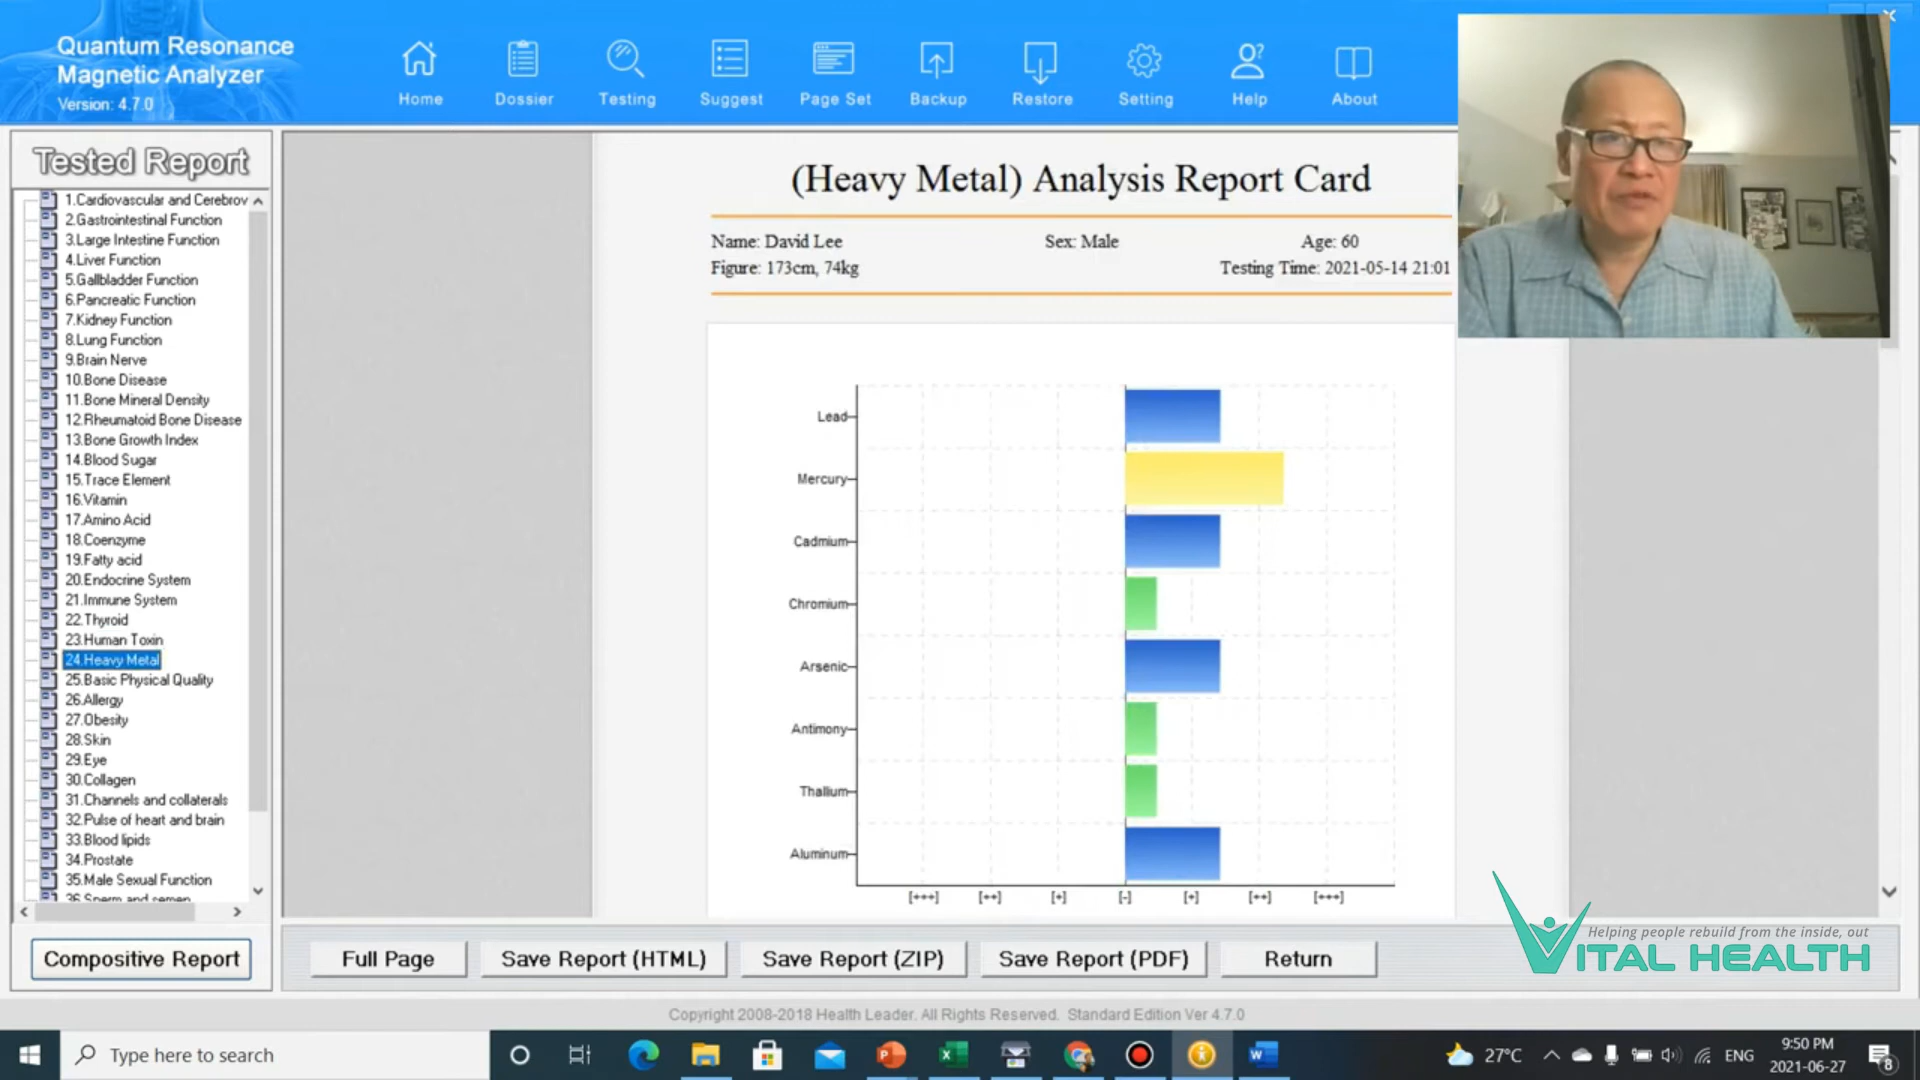 Quantum Resonance
Magnetic Analyzer
Version: 4.7.0
Home
Dossier
Testing
Suggest
Page Set
Backup
Restore
Setting
Help
About
Tested Report
1.Cardiovascular and Cerebrov
2.Gastrointestinal Function
3.Large Intestine Function
4.Liver Function
5.Gallbladder Function
6.Pancreatic Function
7.Kidney Function
8.Lung Function
9.Brain Nerve
10.Bone Disease
11.Bone Mineral Density
12.Rheumatoid Bone Disease
13.Bone Growth Index
14.Blood Sugar
15.Trace Element
16.Vitamin
17.Amino Acid
18.Coenzyme
19.Fatty acid
20.Endocrine System
21.Immune System
22.Thyroid
23.Human Toxin
24.Heavy Metal
25.Basic Physical Quality
26.Allergy
27.Obesity
28.Skin
29.Eye
30.Collagen
31.Channels and collaterals
32.Pulse of heart and brain
33.Blood lipids
34.Prostate
35.Male Sexual Function
36.Sperm and semen
Compositive Report
(Heavy Metal) Analysis Report Card
Name: David Lee Sex: Male Age: 60
Figure: 173cm, 74kg Testing Time: 2021-05-14 21:01
Lead
Mercury
Cadmium
Chromium
Arsenic
Antimony
Thallium
Aluminum
[+++] [++] [+] [-] [+] [++] [+++]
Full Page
Save Report (HTML)
Save Report (ZIP)
Save Report (PDF)
Return
Helping people rebuild from the inside, out
VITAL HEALTH
Copyright 2008-2018 Health Leader. All Rights Reserved. Standard Edition Ver 4.7.0
Type here to search
27°C
ENG
9:50 PM
2021-06-27
8